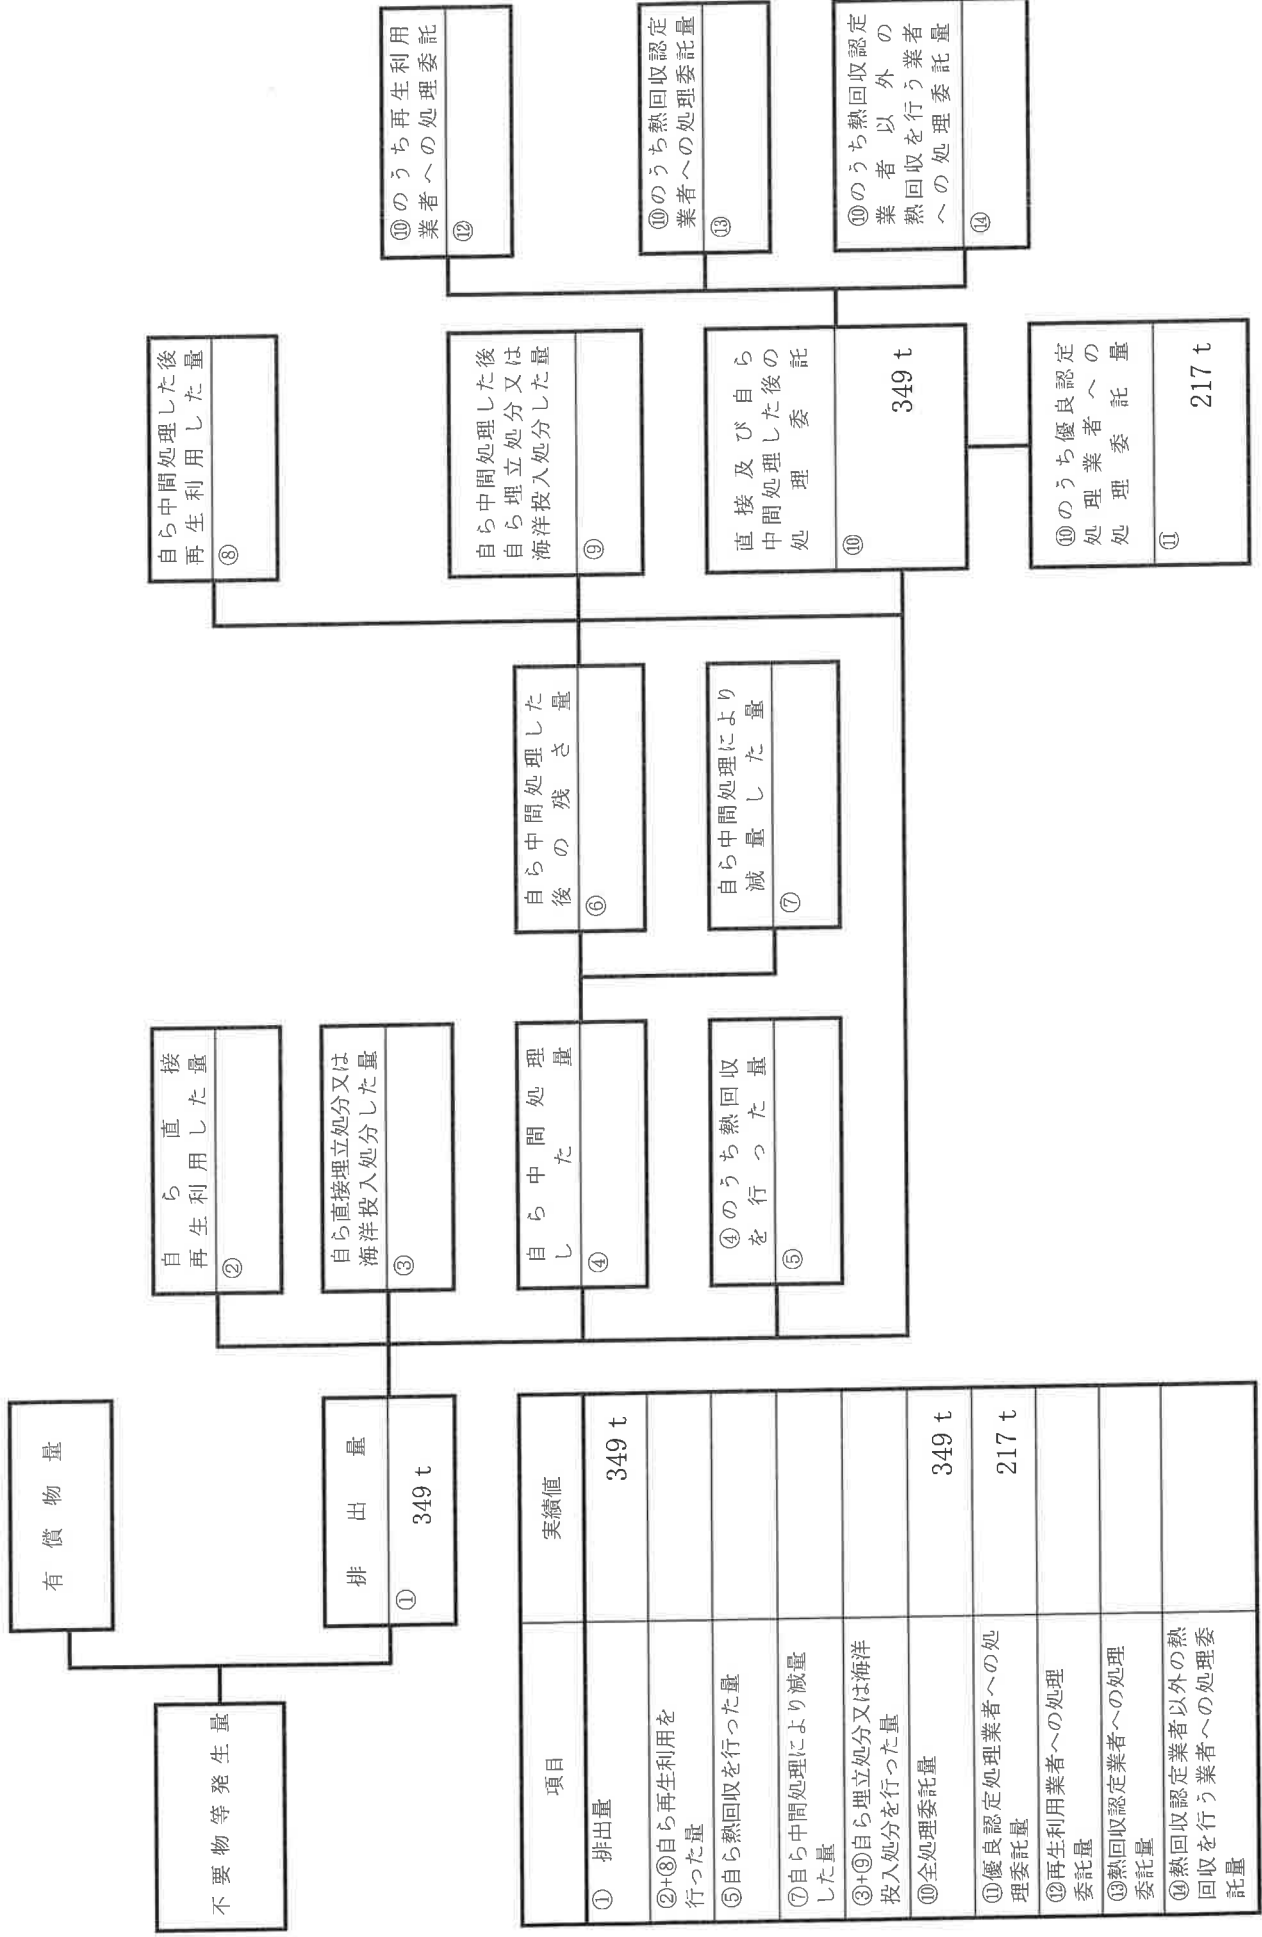 不要物等発生量
有償物量
排出量
①
349 t
自ら直接
再生利用した量
②
自ら直接埋立処分又は
海洋投入処分した量
③
自ら中間処理
した量
④
④のうち熱回収
を行った量
⑤
自ら中間処理した
後の残さ量
⑥
自ら中間処理により
減量した量
⑦
自ら中間処理した後
再生利用した量
⑧
自ら中間処理した後
自ら埋立処分又は
海洋投入処分した量
⑨
直接及び自ら
中間処理した後の
処理委託
⑩
349 t
⑩のうち優良認定
処理業者への
処理委託量
⑪
217 t
⑩のうち再生利用
業者への処理委託
⑫
⑩のうち熱回収認定
業者への処理委託量
⑬
⑩のうち熱回収認定
業者以外の
熱回収を行う業者
への処理委託量
⑭
項目 実績値
① 排出量 349 t
②+⑧自ら再生利用を
行った量
⑤自ら熱回収を行った量
⑦自ら中間処理により減量
した量
③+⑨自ら埋立処分又は海洋
投入処分を行った量
⑩全処理委託量 349 t
⑪優良認定処理業者への処
理委託量 217 t
⑫再生利用業者への処理
委託量
⑬熱回収認定業者への処理
委託量
⑭熱回収認定業者以外の熱
回収を行う業者への処理委
託量